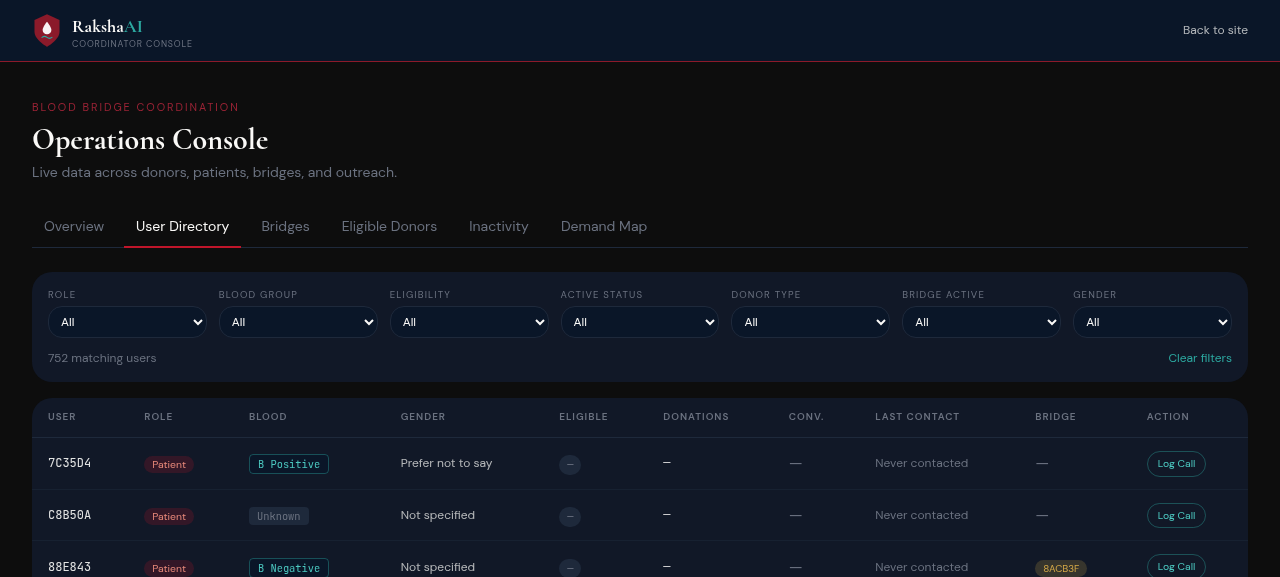 RakshaAI
COORDINATOR CONSOLE
Back to site
BLOOD BRIDGE COORDINATION
Operations Console
Live data across donors, patients, bridges, and outreach.
Overview User Directory Bridges Eligible Donors Inactivity Demand Map
ROLE BLOOD GROUP ELIGIBILITY ACTIVE STATUS DONOR TYPE BRIDGE ACTIVE GENDER
All All All All All All All
752 matching users Clear filters
USER ROLE BLOOD GENDER ELIGIBLE DONATIONS CONV. LAST CONTACT BRIDGE ACTION
7C35D4 Patient B Positive Prefer not to say — — — Never contacted — Log Call
C8B50A Patient Unknown Not specified — — — Never contacted — Log Call
88E843 Patient B Negative Not specified — — — Never contacted 8ACB3F Log Call